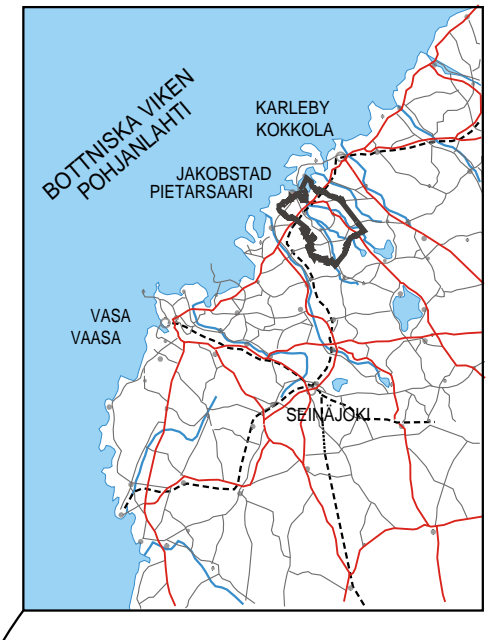 BOTTNISKA VIKEN
POHJANLAHTI
KARLEBY
KOKKOLA
JAKOBSTAD
PIETARSAARI
VASA
VAASA
SEINÄJOKI